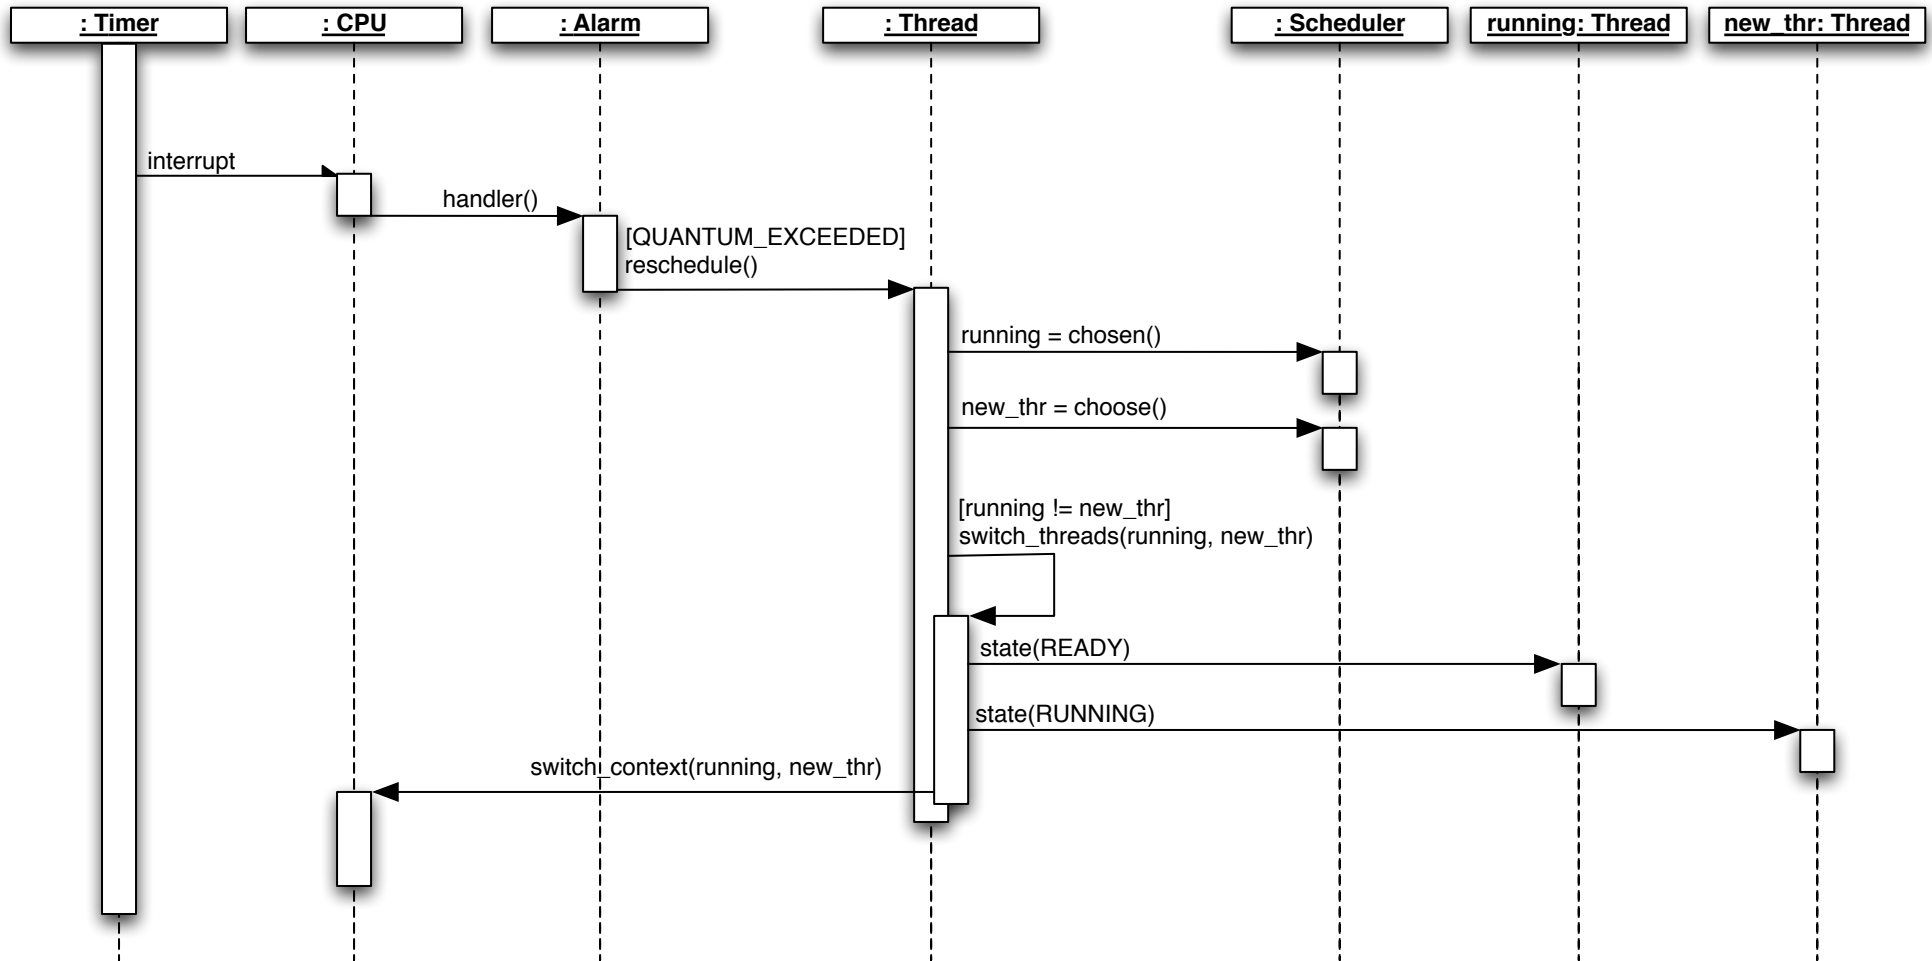 : Timer
: CPU
: Alarm
: Thread
: Scheduler
running: Thread
new_thr: Thread
interrupt
handler()
[QUANTUM_EXCEEDED]
reschedule()
running = chosen()
new_thr = choose()
[running != new_thr]
switch_threads(running, new_thr)
state(READY)
state(RUNNING)
switch_context(running, new_thr)